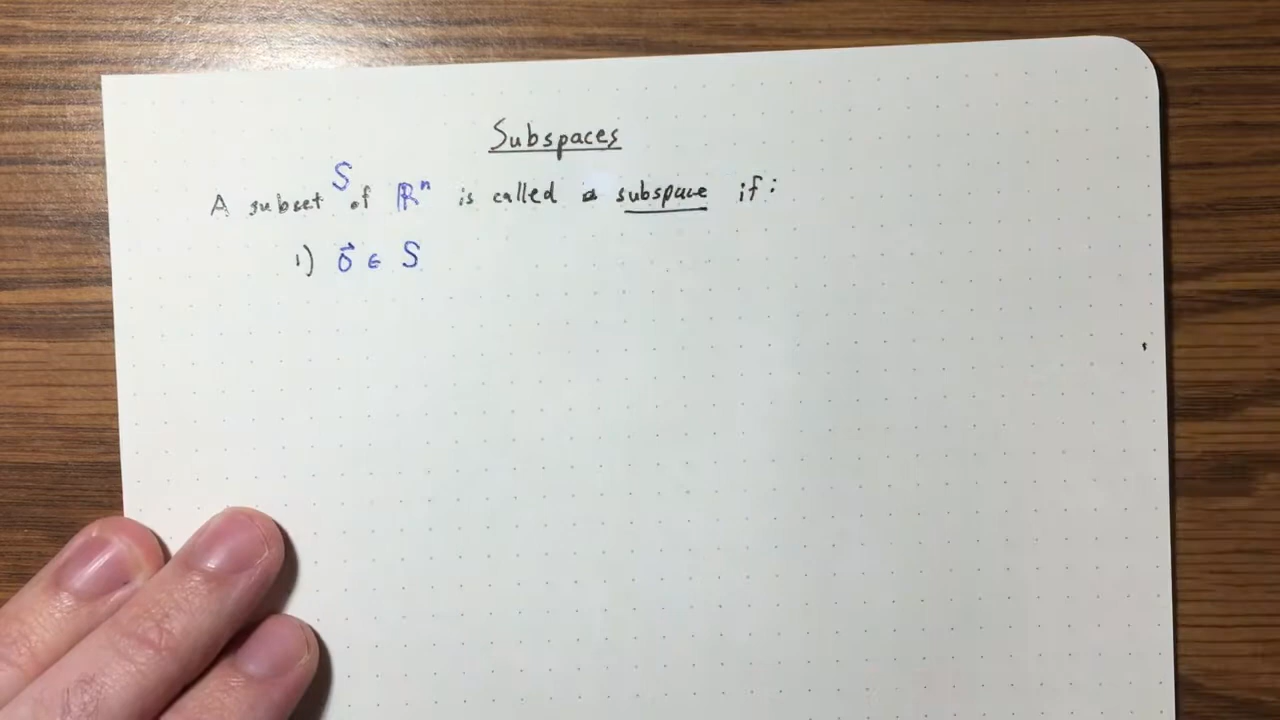 Subspaces
A subset S of ℝⁿ is called a subspace if:
1) 0⃗ ∈ S